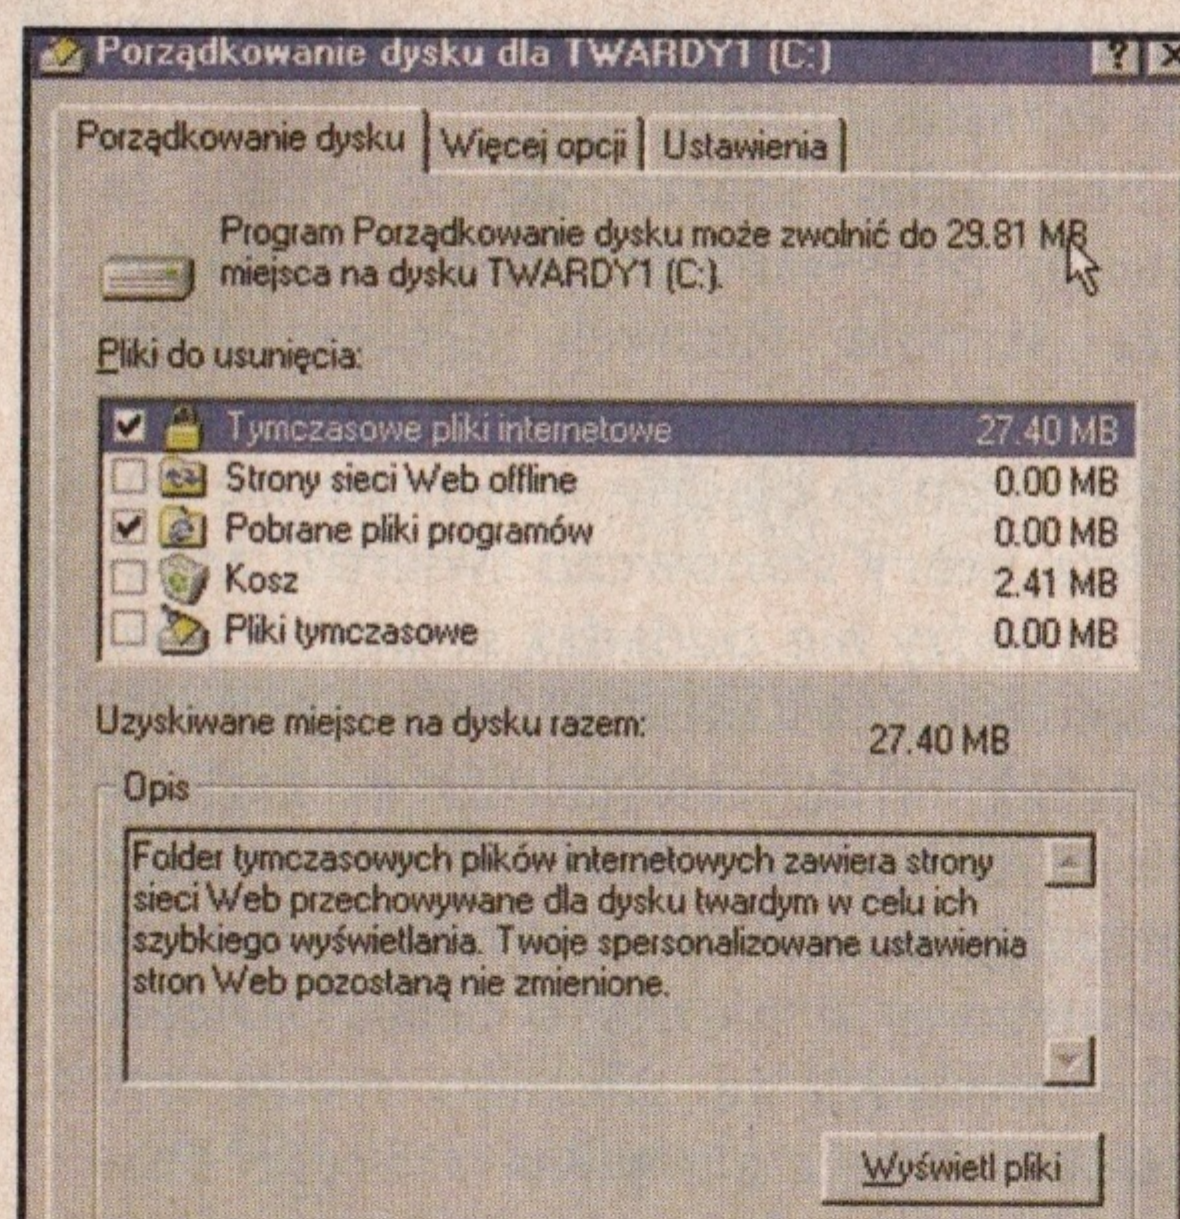 Porządkowanie dysku dla TWARDY1 (C:)
Porządkowanie dysku Więcej opcji Ustawienia
Program Porządkowanie dysku może zwolnić do 29.81 MB
miejsca na dysku TWARDY1 (C:).
Pliki do usunięcia:
Tymczasowe pliki internetowe 27.40 MB
Strony sieci Web offline 0.00 MB
Pobrane pliki programów 0.00 MB
Kosz 2.41 MB
Pliki tymczasowe 0.00 MB
Uzyskiwane miejsce na dysku razem: 27.40 MB
Opis
Folder tymczasowych plików internetowych zawiera strony
sieci Web przechowywane dla dysku twardym w celu ich
szybkiego wyświetlania. Twoje spersonalizowane ustawienia
stron Web pozostaną nie zmienione.
Wyświetl pliki